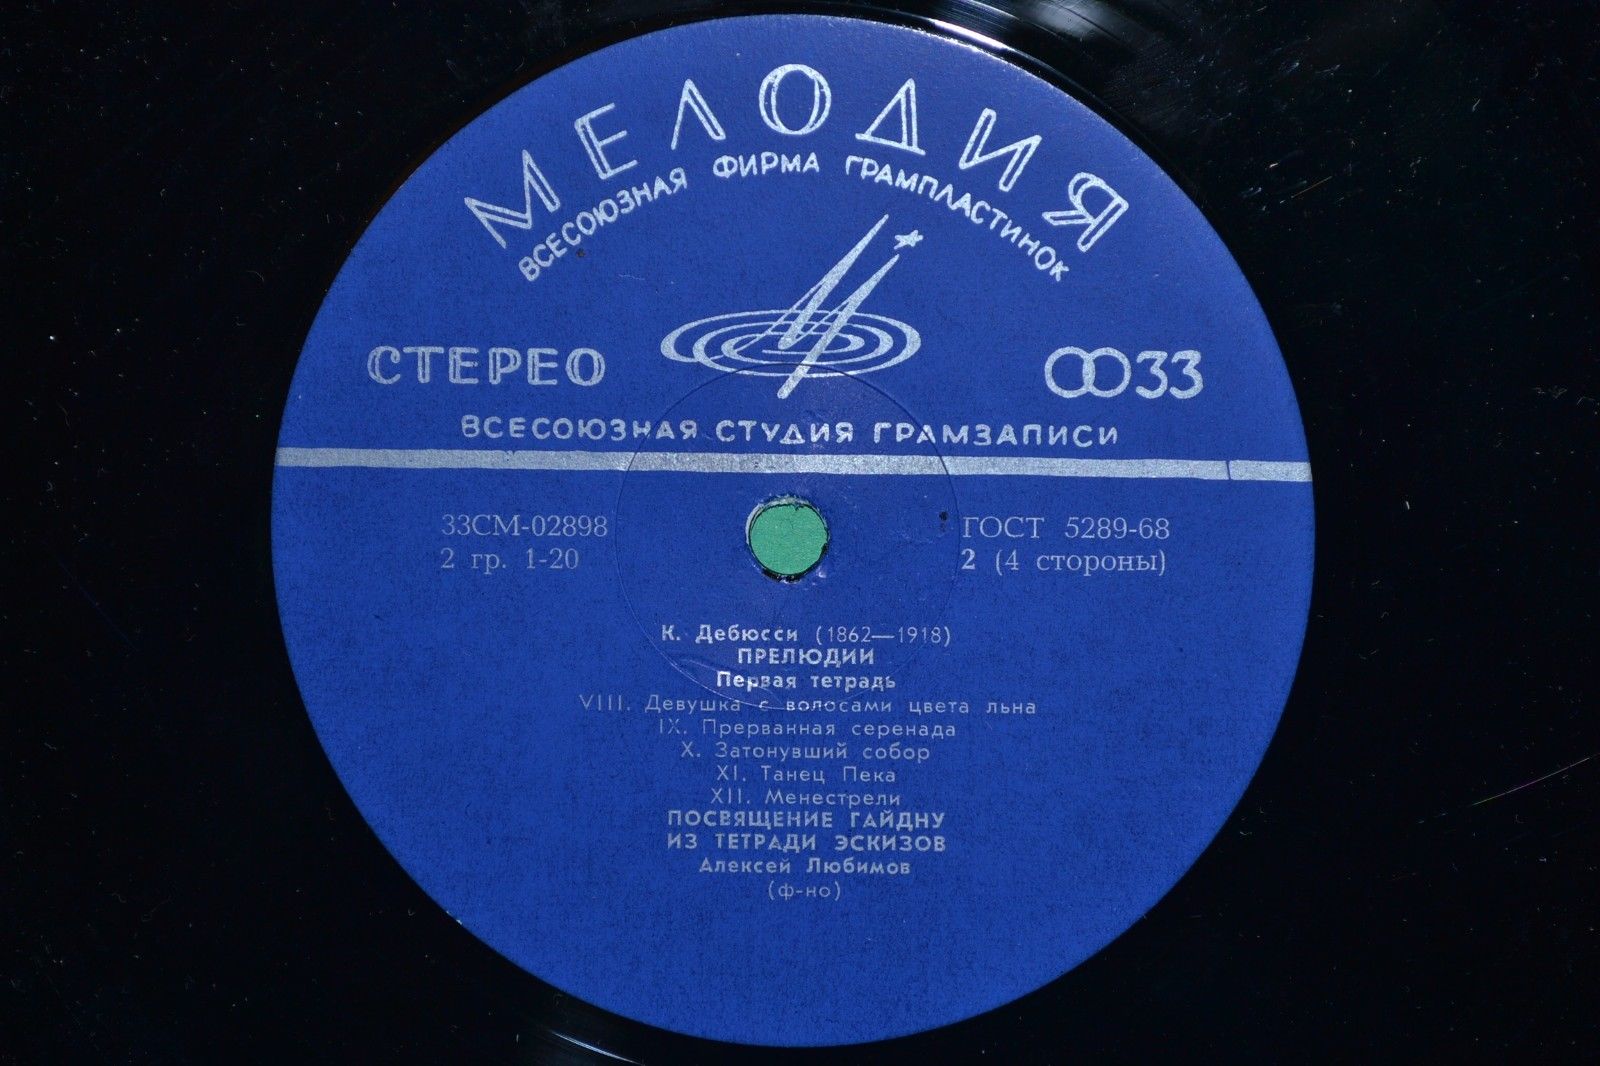 МЕЛОДИЯ
ВСЕСОЮЗНАЯ ФИРМА ГРАМПЛАСТИНОК
СТЕРЕО
33
ВСЕСОЮЗНАЯ СТУДИЯ ГРАМЗАПИСИ
33СМ-02898
2 гр. 1-20
ГОСТ 5289-68
2 (4 стороны)
К. Дебюсси (1862—1918)
ПРЕЛЮДИИ
Первая тетрадь
VIII. Девушка с волосами цвета льна
IX. Прерванная серенада
X. Затонувший собор
XI. Танец Пека
XII. Менестрели
ПОСВЯЩЕНИЕ ГАЙДНУ
ИЗ ТЕТРАДИ ЭСКИЗОВ
Алексей Любимов
(ф-но)